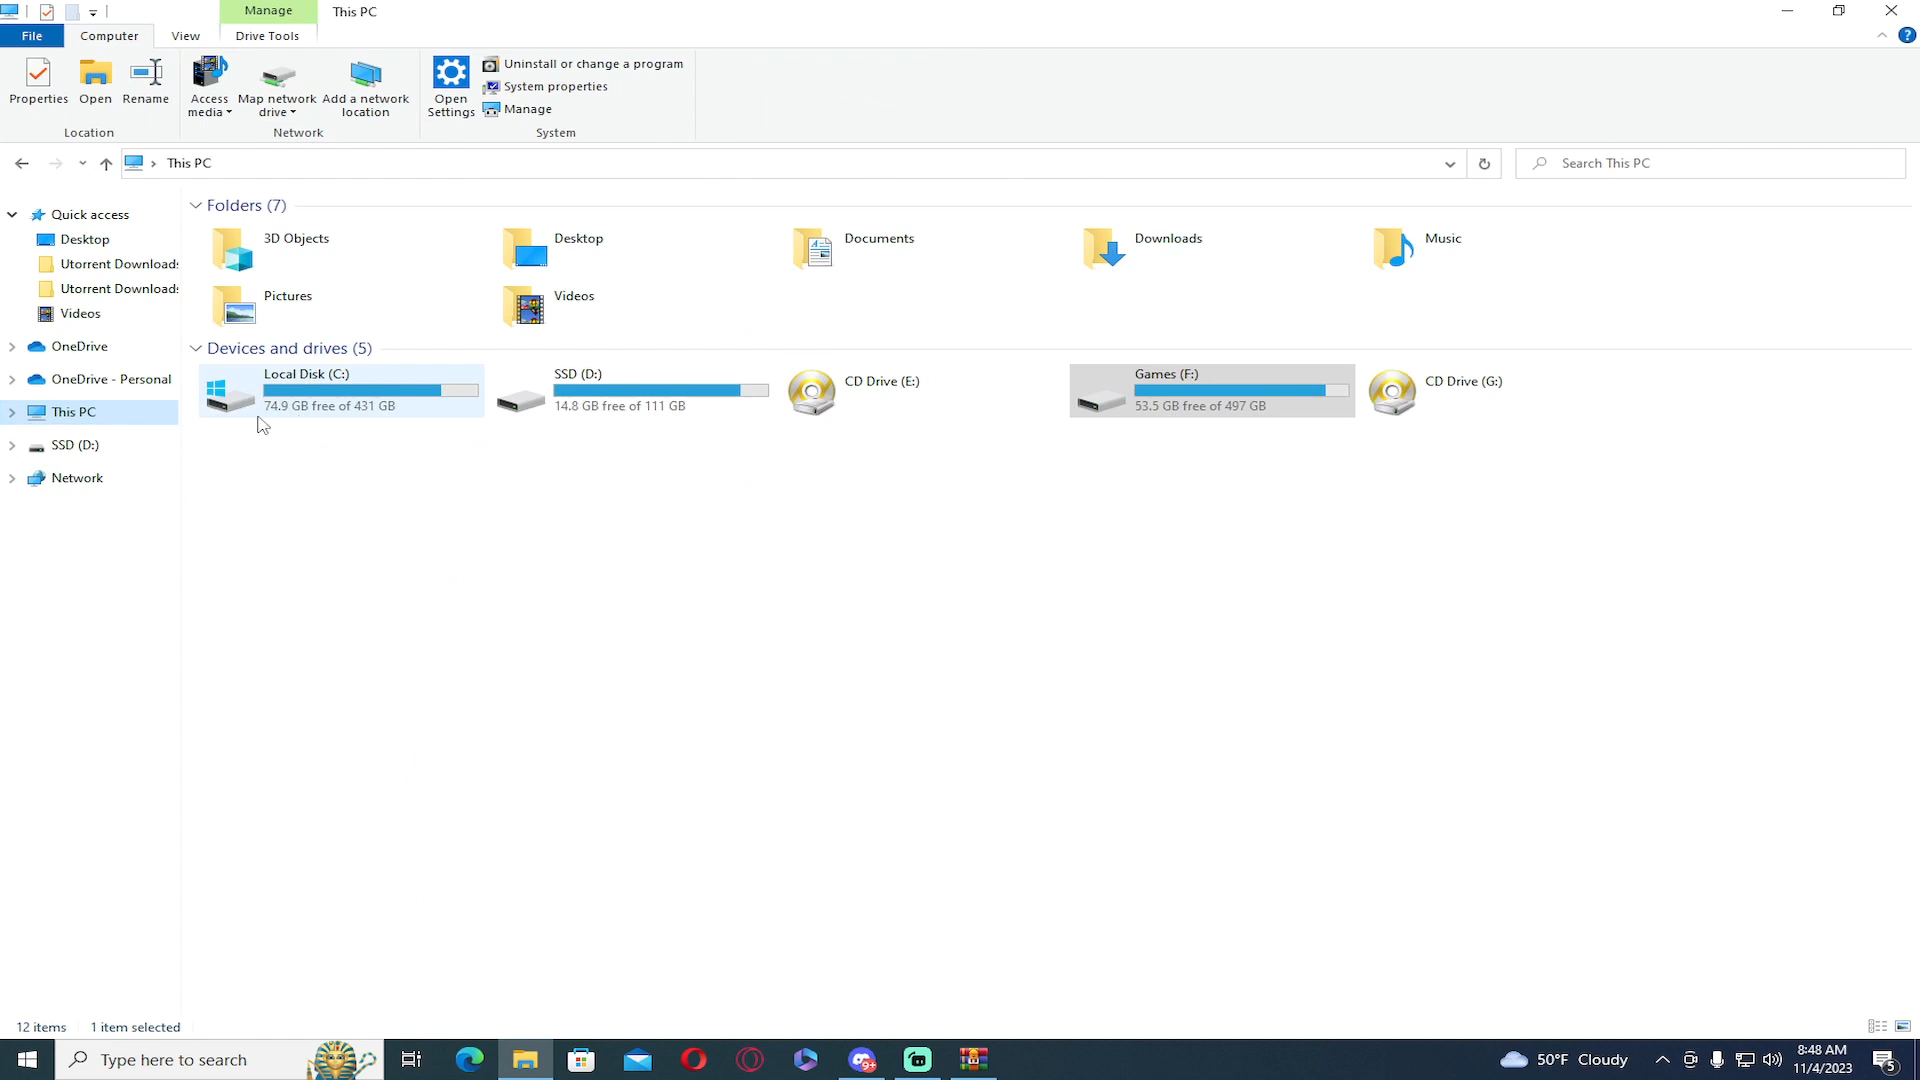 Manage
This PC
File
Computer
View
Drive Tools
Properties
Open
Rename
Access media
Map network drive
Add a network location
Open Settings
Uninstall or change a program
System properties
Manage
Location
Network
System
This PC
Search This PC
Quick access
Desktop
Utorrent Downloads
Utorrent Downloads
Videos
OneDrive
OneDrive - Personal
This PC
SSD (D:)
Network
Folders (7)
3D Objects
Desktop
Documents
Downloads
Music
Pictures
Videos
Devices and drives (5)
Local Disk (C:)
74.9 GB free of 431 GB
SSD (D:)
14.8 GB free of 111 GB
CD Drive (E:)
Games (F:)
53.5 GB free of 497 GB
CD Drive (G:)
12 items
1 item selected
Type here to search
9+
50°F Cloudy
8:48 AM
11/4/2023
5